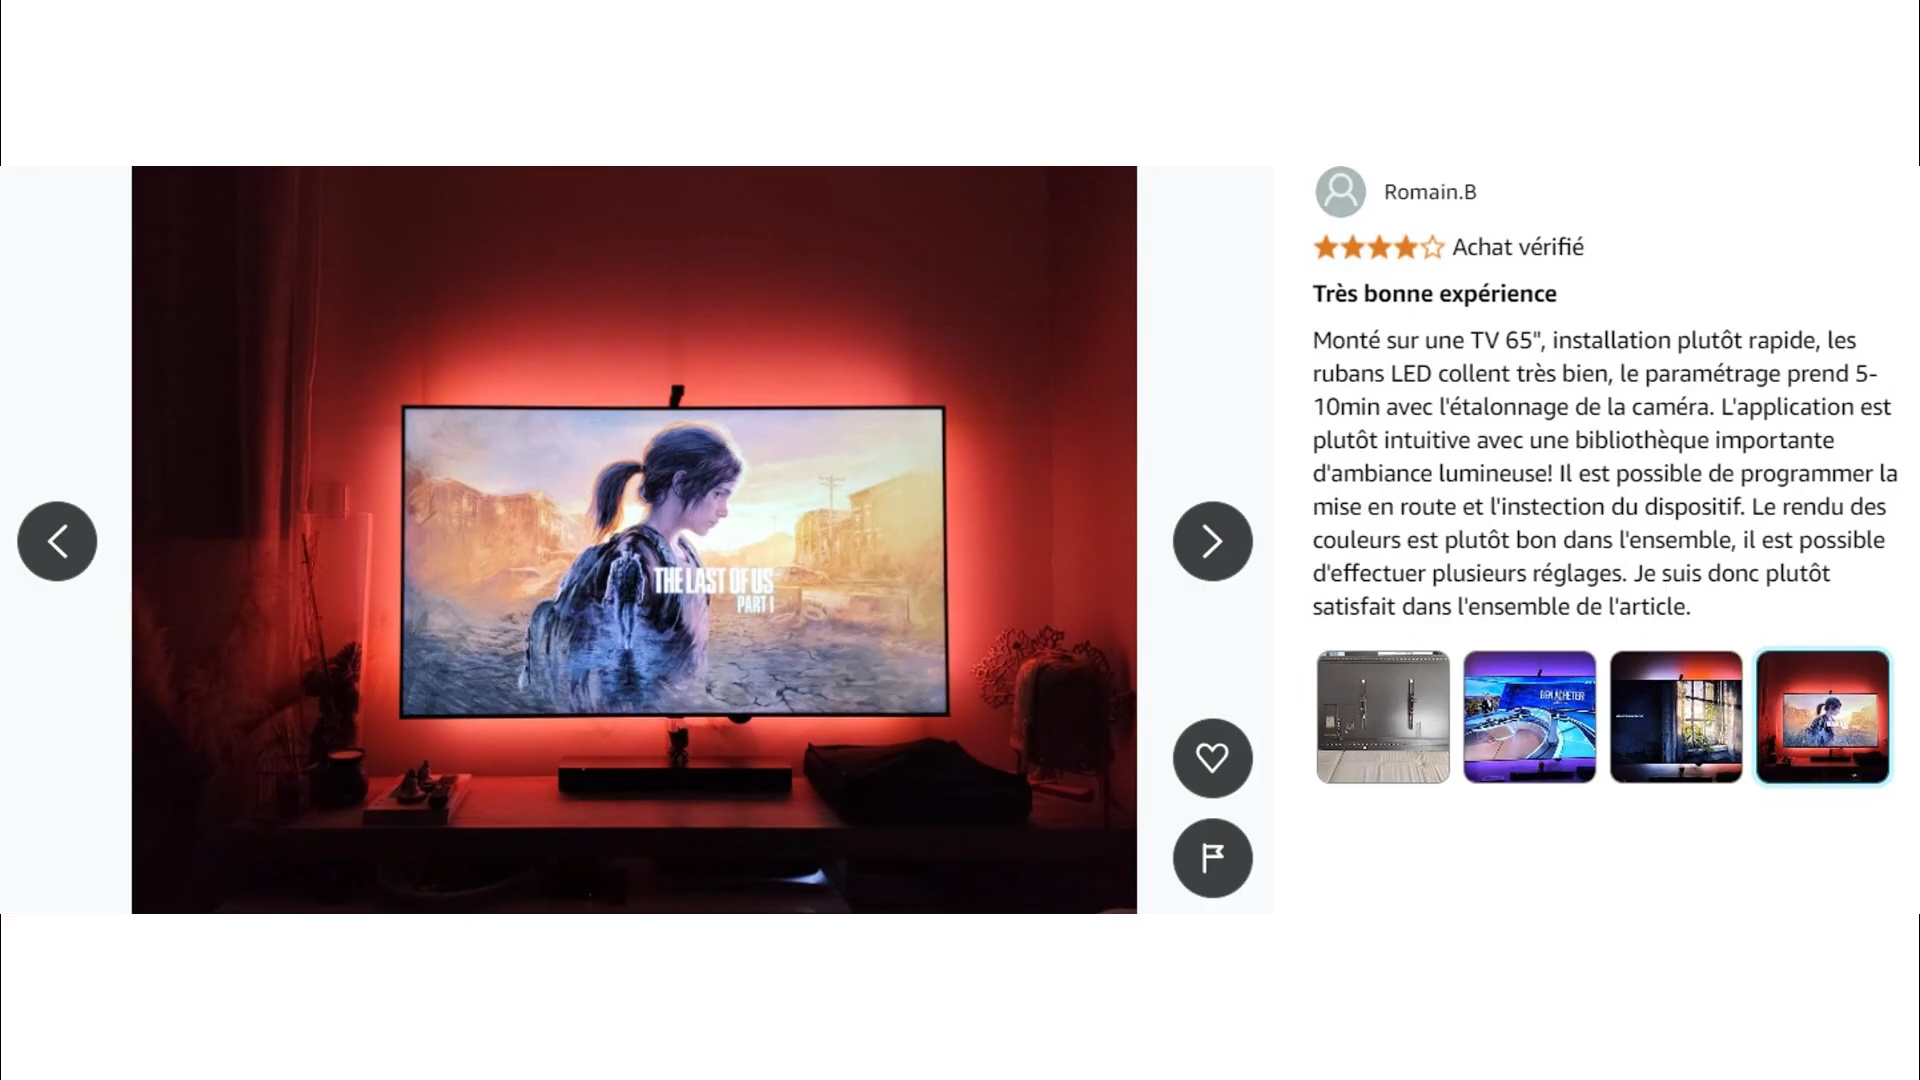 THE LAST OF US
PART I
Romain.B
Achat vérifié
Très bonne expérience
Monté sur une TV 65", installation plutôt rapide, les
rubans LED collent très bien, le paramétrage prend 5-
10min avec l'étalonnage de la caméra. L'application est
plutôt intuitive avec une bibliothèque importante
d'ambiance lumineuse! Il est possible de programmer la
mise en route et l'instection du dispositif. Le rendu des
couleurs est plutôt bon dans l'ensemble, il est possible
d'effectuer plusieurs réglages. Je suis donc plutôt
satisfait dans l'ensemble de l'article.